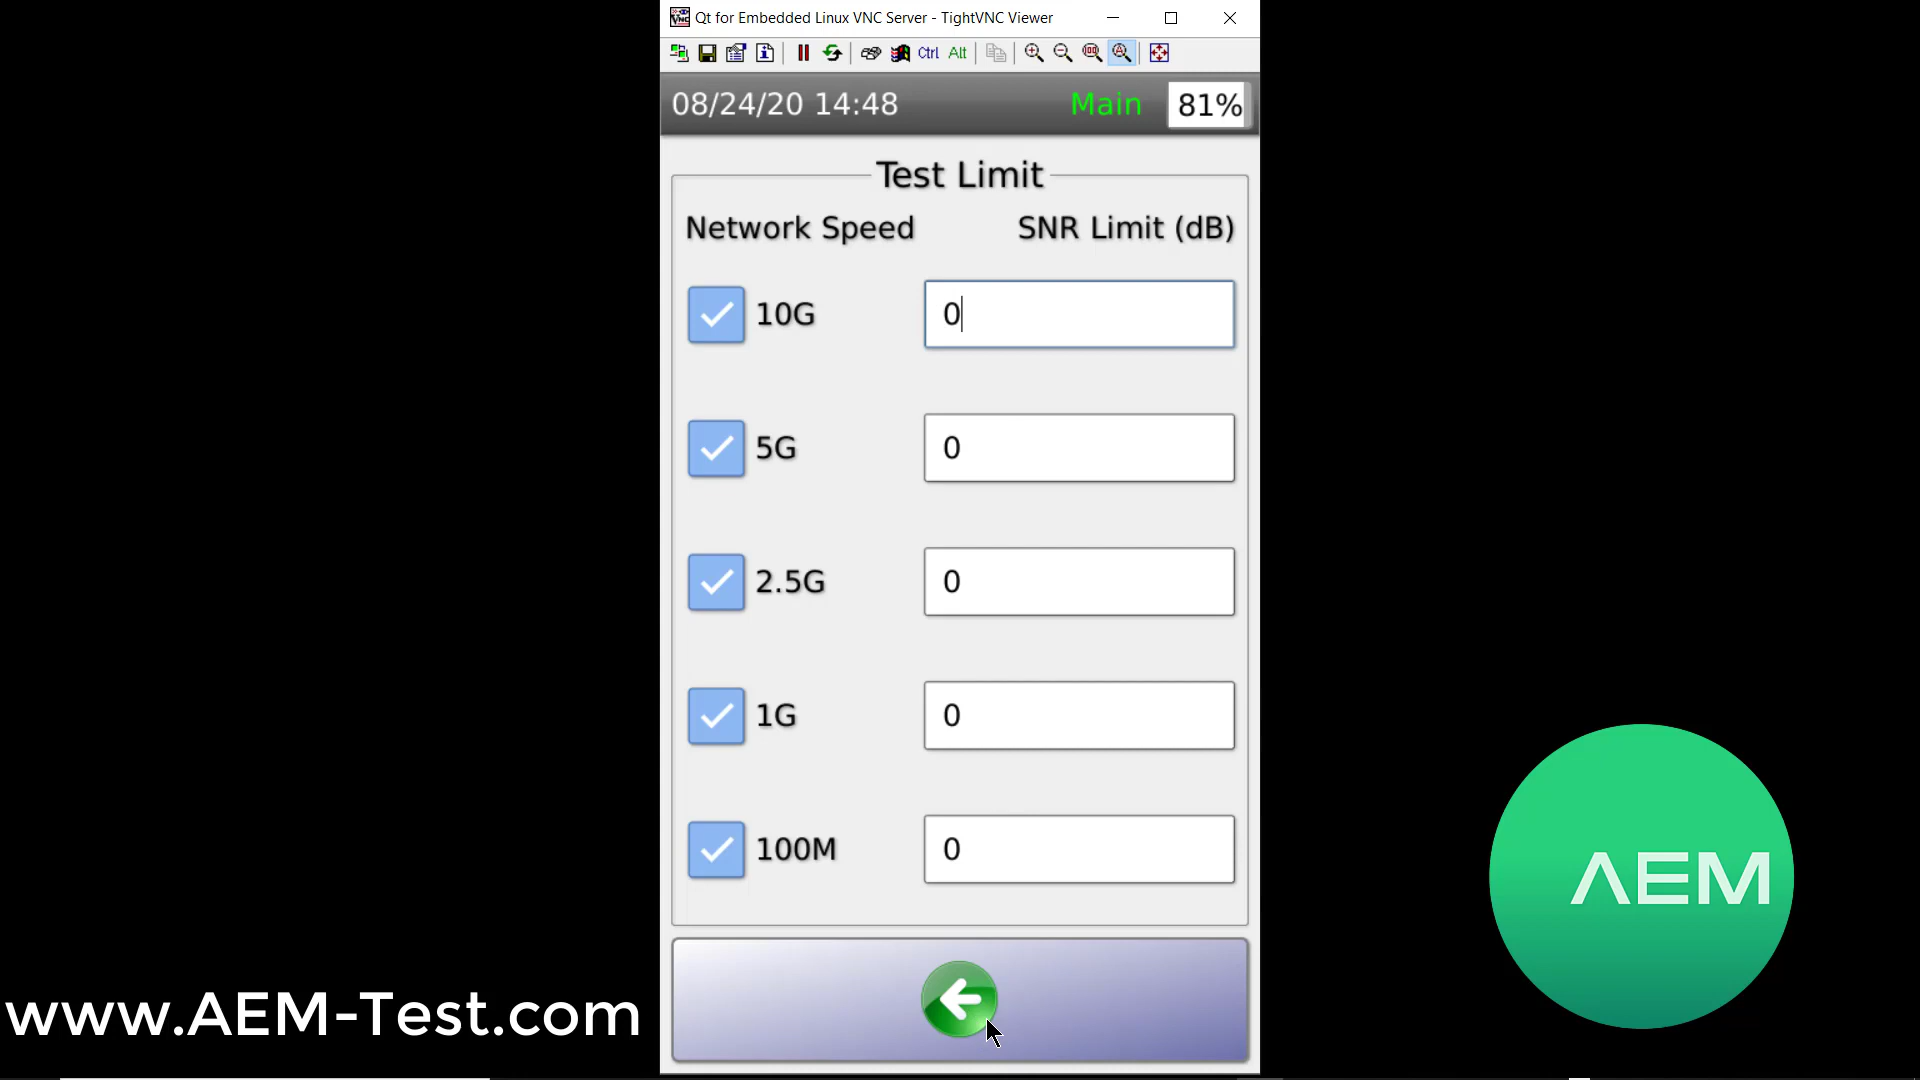 Qt for Embedded Linux VNC Server - TightVNC Viewer
Ctrl Alt
08/24/20 14:48 Main 81%
Test Limit
Network Speed SNR Limit (dB)
10G 0
5G 0
2.5G 0
1G 0
100M 0
www.AEM-Test.com
AEM